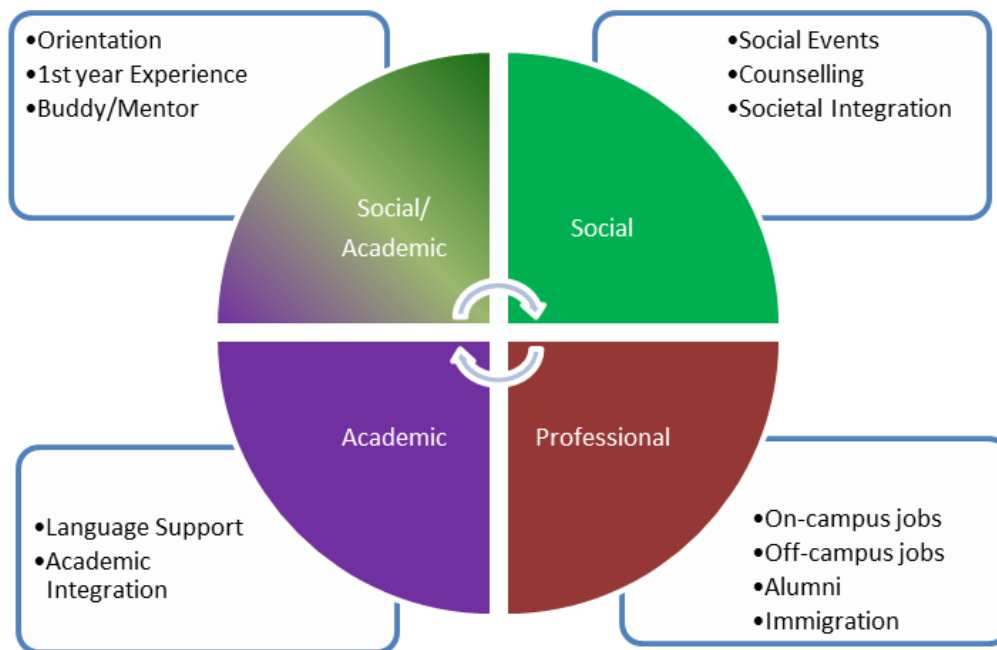 •Orientation
•1st year Experience
•Buddy/Mentor
•Social Events
•Counselling
•Societal Integration
Social/
Academic
Social
Academic
Professional
•Language Support
•Academic
Integration
•On-campus jobs
•Off-campus jobs
•Alumni
•Immigration